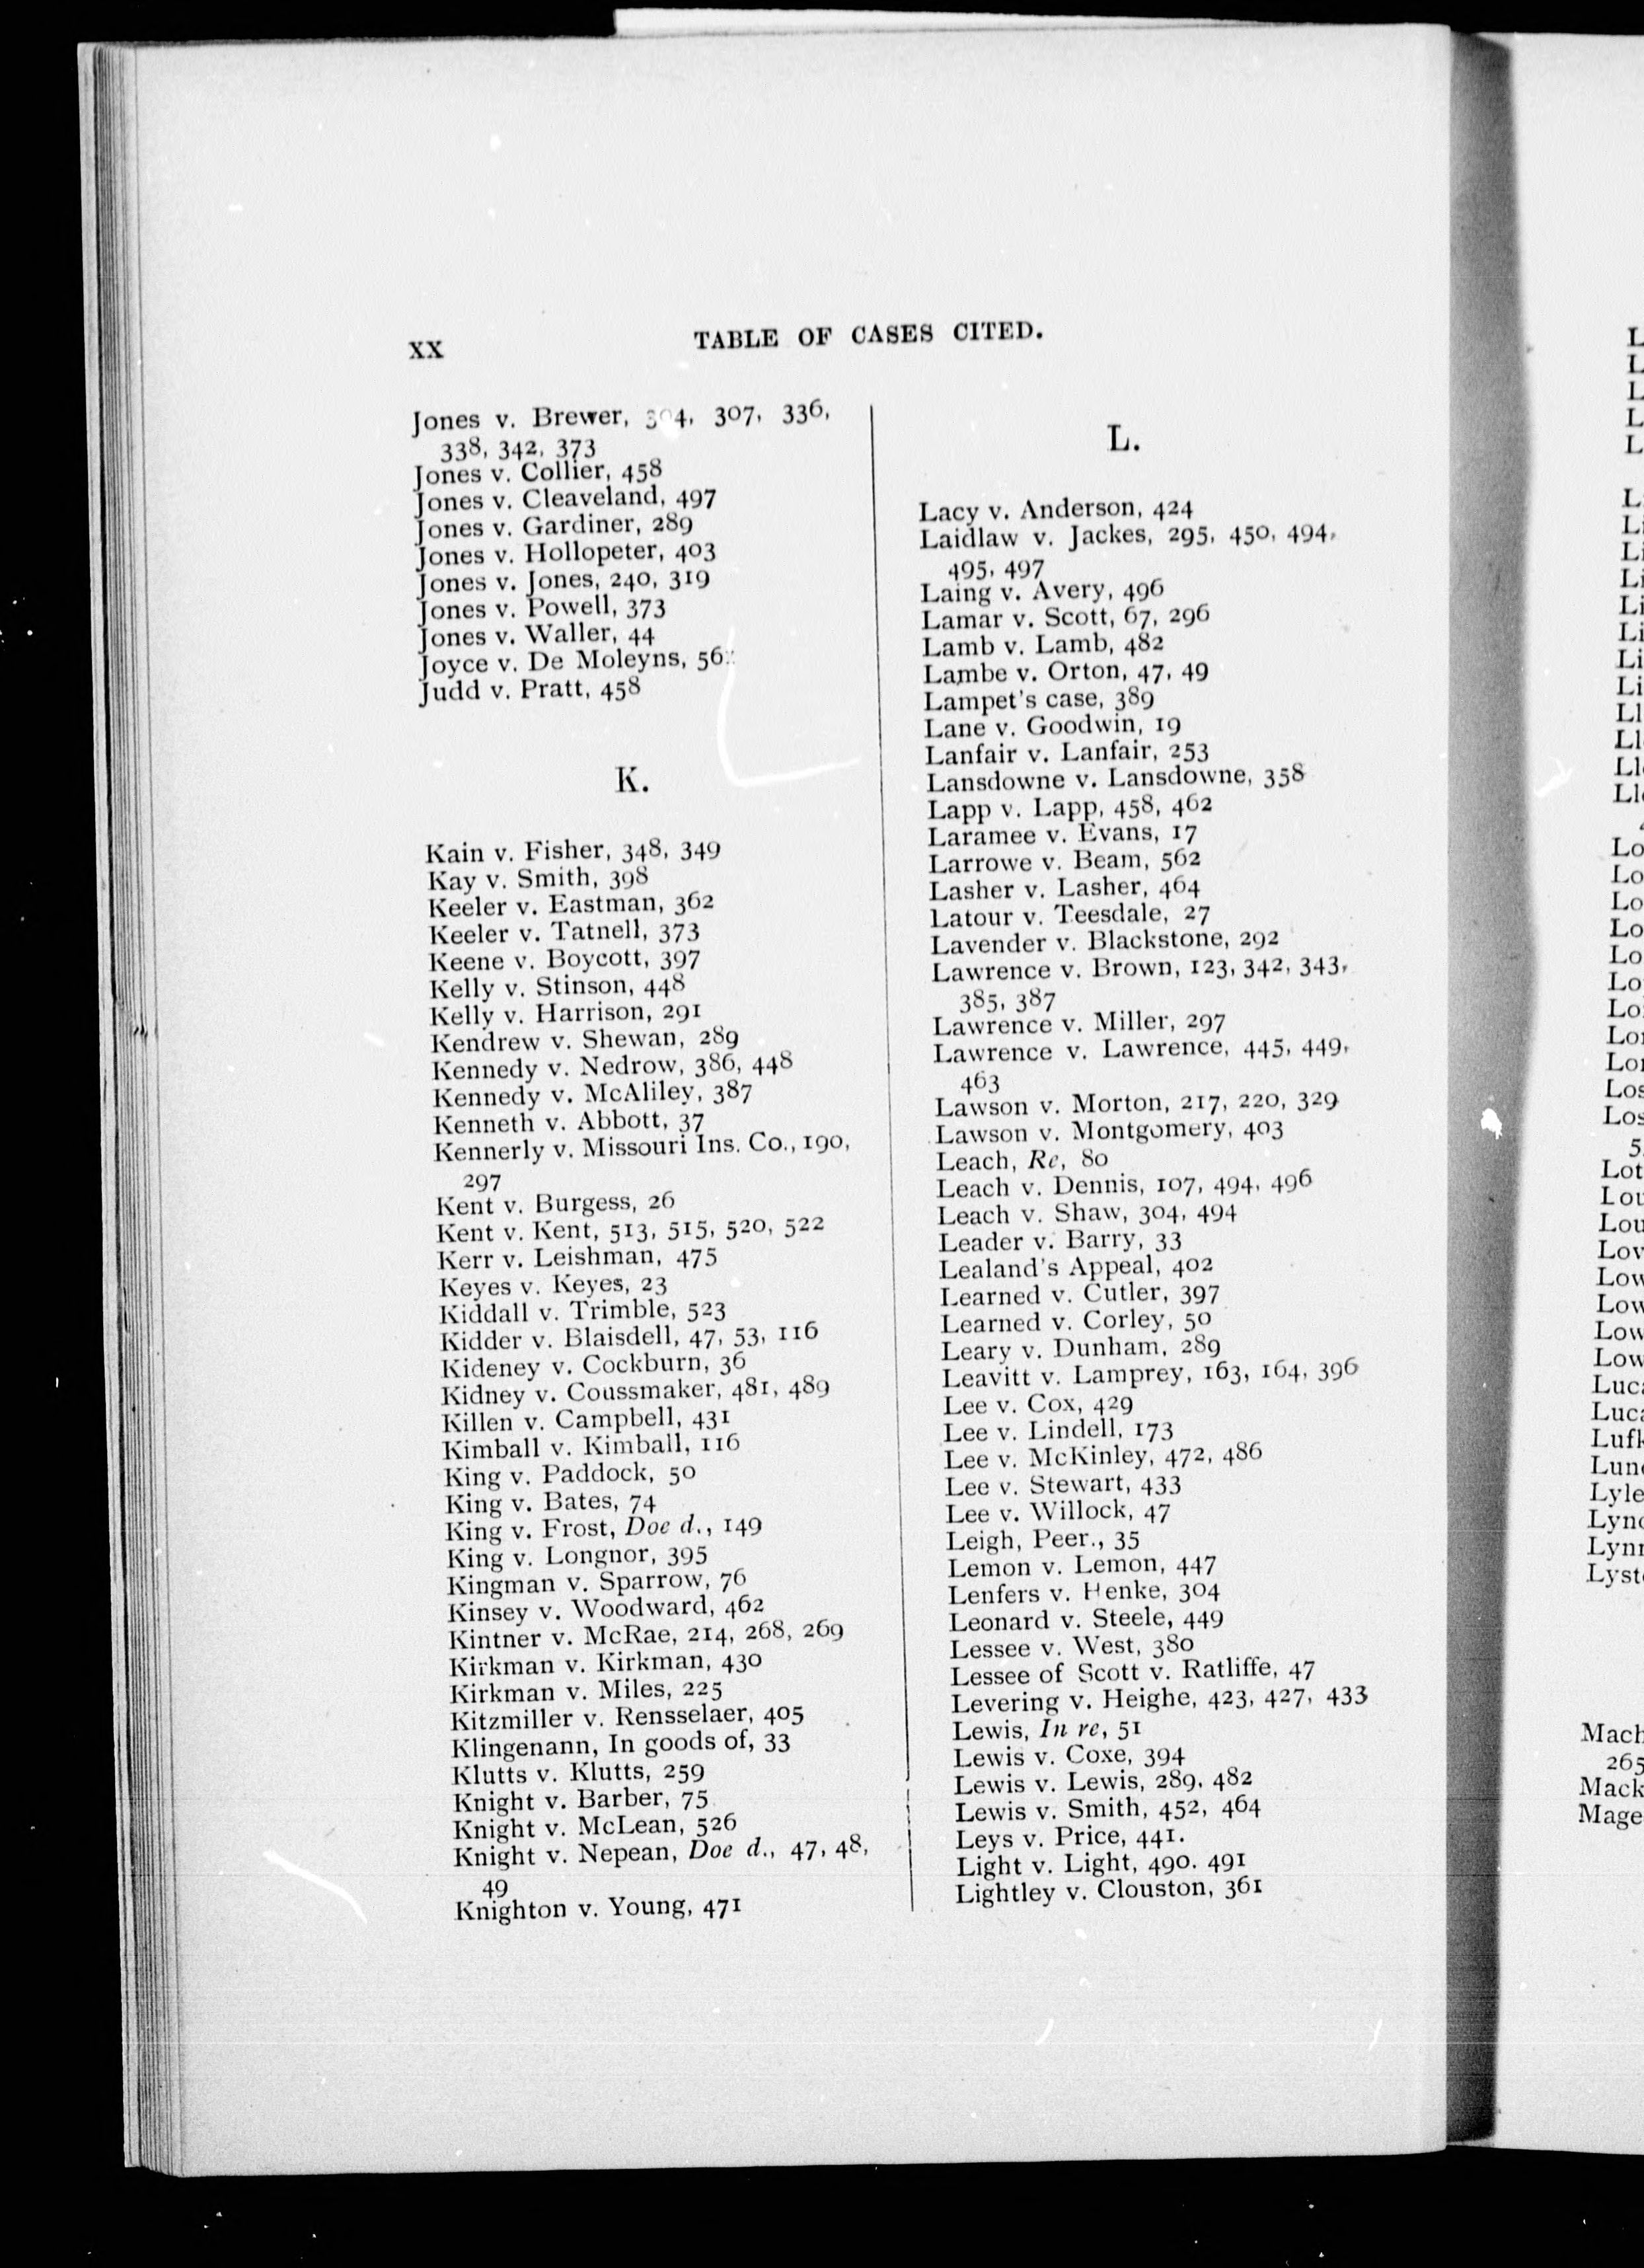 xx
TABLE OF CASES CITED.
Jones v. Brewer, 304, 307, 336,
338, 342, 373
Jones v. Collier, 458
Jones v. Cleaveland, 497
Jones v. Gardiner, 289
Jones v. Hollopeter, 403
Jones v. Jones, 240, 319
Jones v. Powell, 373
Jones v. Waller, 44
Joyce v. De Moleyns,
Judd v. Pratt, 458
K.
Kain v. Fisher, 348, 349
Kay v. Smith, 398
Keeler v. Eastman, 362
Keeler v. Tatnell, 373
Keene v. Boycott, 397
Kelly v. Stinson, 448
Kelly v. Harrison, 291
Kendrew v. Shewan, 289
Kennedy v. Nedrow, 386, 448
Kennedy v. McAliley, 387
Kenneth v. Abbott, 37
Kennerly v. Missouri Ins. Co., 190,
297
Kent v. Burgess, 26
Kent v. Kent, 513, 515, 520, 522
Kerr v. Leishman, 475
Keyes v. Keyes, 23
Kiddall v. Trimble, 523
Kidder v. Blaisdell, 47, 53, 116
Kideney v. Cockburn, 36
Kidney v. Coussmaker, 481, 489
Killen v. Campbell, 431
Kimball v. Kimball, 116
King v. Paddock, 50
King v. Bates, 74
King v. Frost, Doe d., 149
King v. Longnor, 395
Kingman v. Sparrow, 76
Kinsey v. Woodward, 462
Kintner v. McRae, 214, 268, 269
Kirkman v. Kirkman, 430
Kirkman v. Miles, 225
Kitzmiller v. Rensselaer, 405
Klingenann, In goods of, 33
Klutts v. Klutts, 259
Knight v. Barber, 75
Knight v. McLean, 526
Knight v. Nepean, Doe d., 47, 48,
49
Knighton v. Young, 471
L.
Lacy v. Anderson, 424
Laidlaw v. Jackes, 295, 450, 494,
495, 497
Laing v. Avery, 496
Lamar v. Scott, 67, 296
Lamb v. Lamb, 482
Lambe v. Orton, 47, 49
Lampet's case, 389
Lane v. Goodwin, 19
Lanfair v. Lanfair, 253
Lansdowne v. Lansdowne, 358
Lapp v. Lapp, 458, 462
Laramee v. Evans, 17
Larrowe v. Beam, 562
Lasher v. Lasher, 464
Latour v. Teesdale, 27
Lavender v. Blackstone, 292
Lawrence v. Brown, 123, 342, 343,
385, 387
Lawrence v. Miller, 297
Lawrence v. Lawrence, 445, 449,
463
Lawson v. Morton, 217, 220, 329
Lawson v. Montgomery, 403
Leach, Re, 80
Leach v. Dennis, 107, 494, 496
Leach v. Shaw, 304, 494
Leader v. Barry, 33
Lealand's Appeal, 402
Learned v. Cutler, 397
Learned v. Corley, 50
Leary v. Dunham, 289
Leavitt v. Lamprey, 163, 164, 396
Lee v. Cox, 429
Lee v. Lindell, 173
Lee v. McKinley, 472, 486
Lee v. Stewart, 433
Lee v. Willock, 47
Leigh, Peer., 35
Lemon v. Lemon, 447
Lenfers v. Henke, 304
Leonard v. Steele, 449
Lessee v. West, 380
Lessee of Scott v. Ratliffe, 47
Levering v. Heighe, 423, 427, 433
Lewis, In re, 51
Lewis v. Coxe, 394
Lewis v. Lewis, 289, 482
Lewis v. Smith, 452, 464
Leys v. Price, 441.
Light v. Light, 490. 491
Lightley v. Clouston, 361